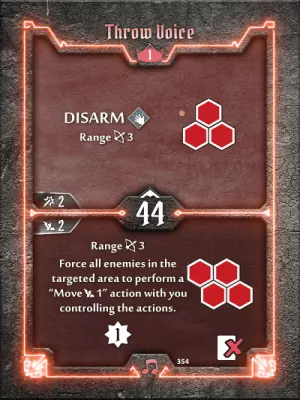 Throw Voice
1
DISARM
Range 3
2
2
44
Range 3
Force all enemies in the
targeted area to perform a
“Move 1” action with you
controlling the actions.
1
354